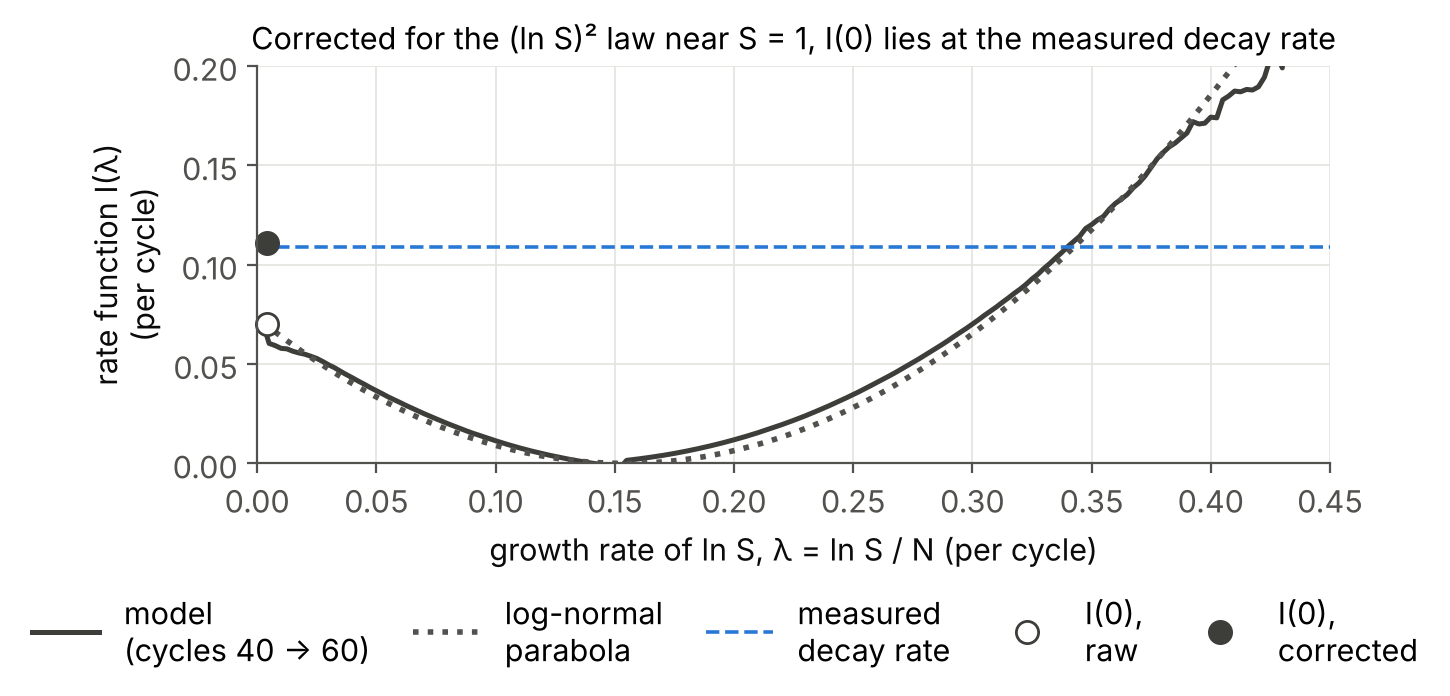 Corrected for the (ln S)² law near S = 1, I(0) lies at the measured decay rate
rate function I(λ)
(per cycle)
0.20
0.15
0.10
0.05
0.00
0.00 0.05 0.10 0.15 0.20 0.25 0.30 0.35 0.40 0.45
growth rate of ln S, λ = ln S / N (per cycle)
model
(cycles 40 → 60)
log-normal
parabola
measured
decay rate
I(0),
raw
I(0),
corrected